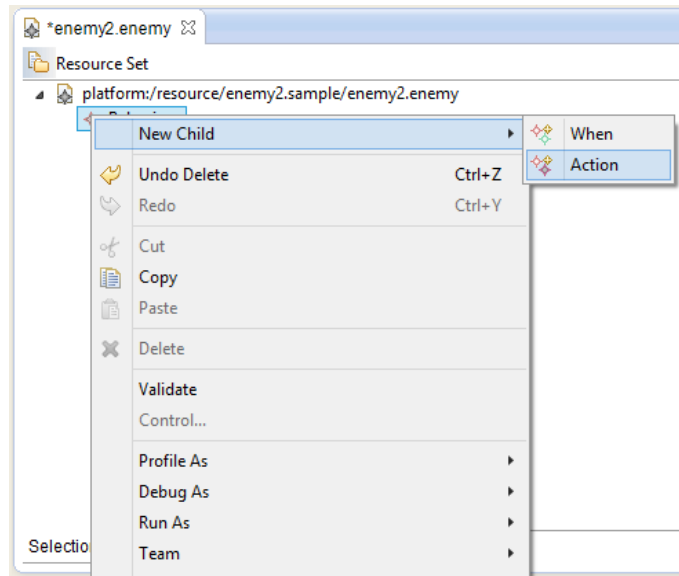 *enemy2.enemy
Resource Set
platform:/resource/enemy2.sample/enemy2.enemy
New Child
When
Action
Undo Delete Ctrl+Z
Redo Ctrl+Y
Cut
Copy
Paste
Delete
Validate
Control...
Profile As
Debug As
Run As
Team